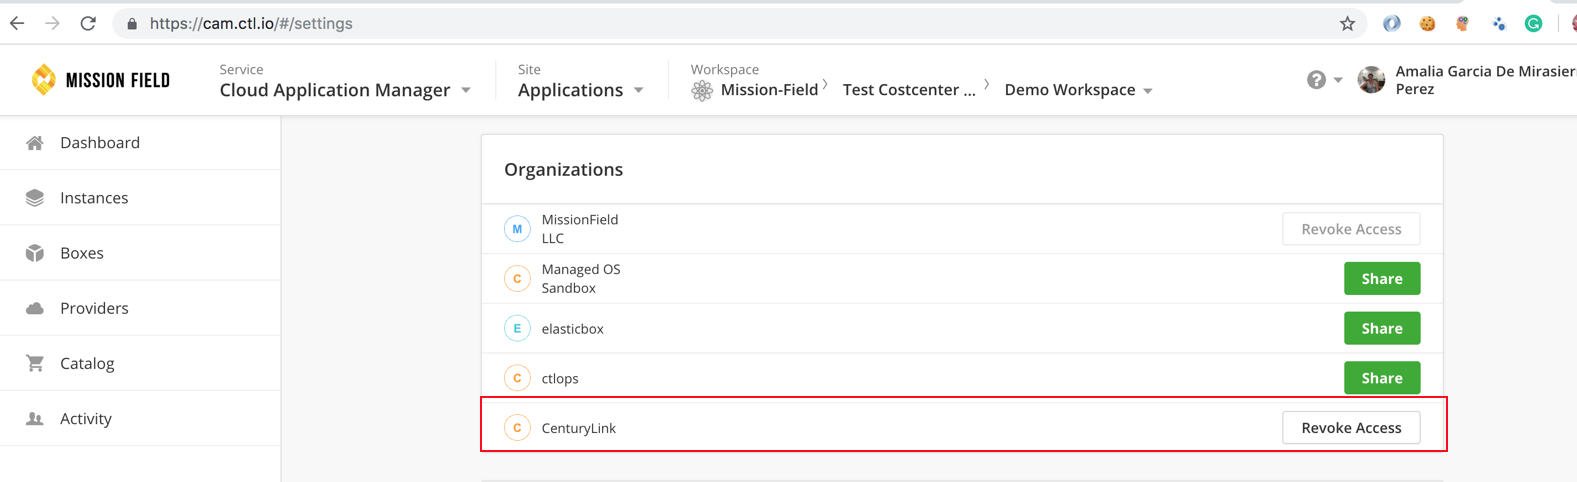 https://cam.ctl.io/#/settings
MISSION FIELD
Service
Cloud Application Manager
Site
Applications
Workspace
Mission-Field
Test Costcenter ...
Demo Workspace
?
Amalia Garcia De Mirasier
Perez
Dashboard
Instances
Boxes
Providers
Catalog
Activity
Organizations
M
MissionField
LLC
Revoke Access
C
Managed OS
Sandbox
Share
E
elasticbox
Share
C
ctlops
Share
C
CenturyLink
Revoke Access